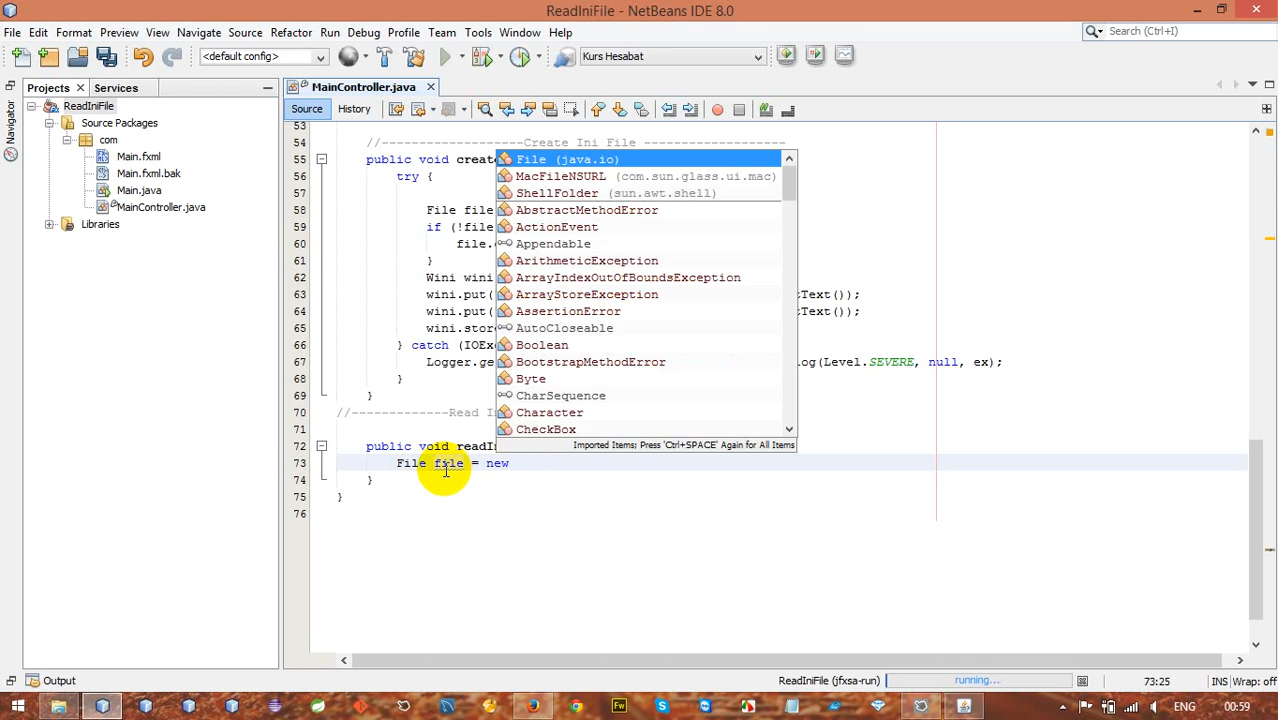 ReadIniFile - NetBeans IDE 8.0
File Edit Format Preview View Navigate Source Refactor Run Debug Profile Team Tools Window Help
Search (Ctrl+I)
<default config>
Kurs Hesabat
Projects Services
MainController.java
Navigator
ReadIniFile
Source Packages
com
Main.fxml
Main.fxml.bak
Main.java
MainController.java
Libraries
Source History
53
54 //-------------------Create Ini File -------------------
55 public void create
56 try {
57
58 File file
59 if (!file
60 file.
61 }
62 Wini wini
63 wini.put( tText());
64 wini.put( tText());
65 wini.stor
66 } catch (IOEx
67 Logger.ge og(Level.SEVERE, null, ex);
68 }
69 }
70 //-------------Read In
71
72 public void readIn
73 File file = new
74 }
75 }
76
File (java.io)
MacFileNSURL (com.sun.glass.ui.mac)
ShellFolder (sun.awt.shell)
AbstractMethodError
ActionEvent
Appendable
ArithmeticException
ArrayIndexOutOfBoundsException
ArrayStoreException
AssertionError
AutoCloseable
Boolean
BootstrapMethodError
Byte
CharSequence
Character
CheckBox
Imported Items; Press 'Ctrl+SPACE' Again for All Items
Output
ReadIniFile (jfxsa-run)
running...
73:25
INS
Wrap: off
ENG
00:59